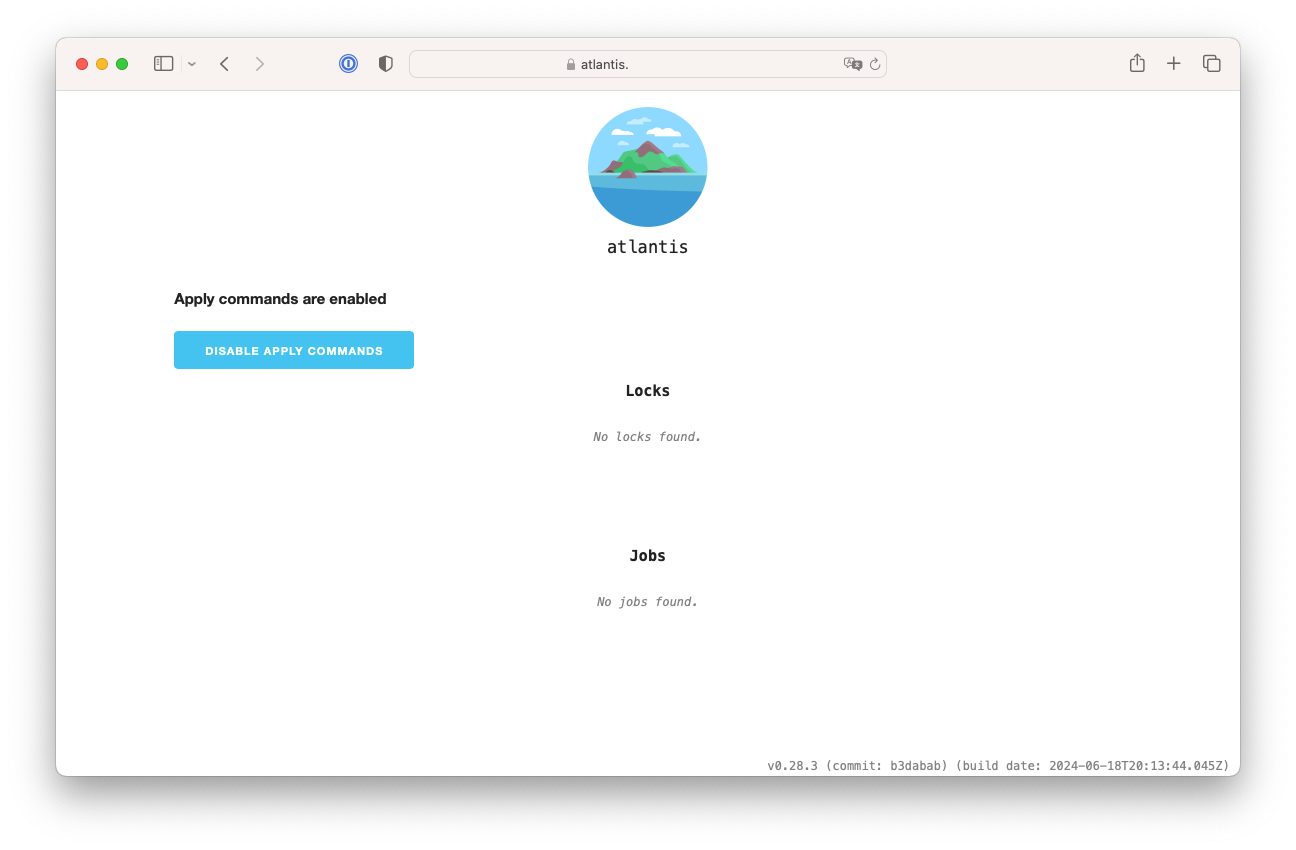 atlantis.
atlantis
Apply commands are enabled
DISABLE APPLY COMMANDS
Locks
No locks found.
Jobs
No jobs found.
v0.28.3 (commit: b3dabab) (build date: 2024-06-18T20:13:44.045Z)